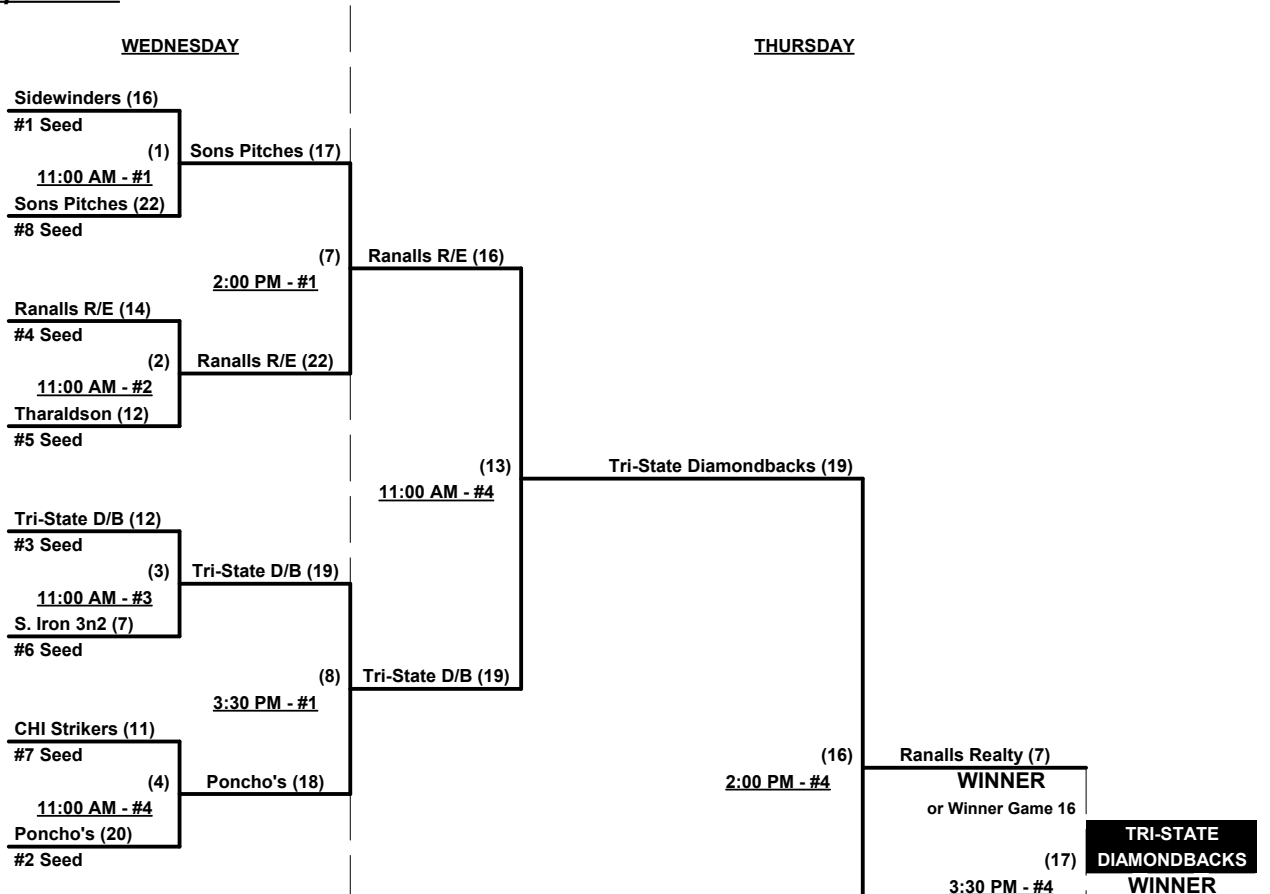 WEDNESDAY THURSDAY
Sidewinders (16)
#1 Seed
(1) Sons Pitches (17)
11:00 AM - #1
Sons Pitches (22)
#8 Seed
(7) Ranalls R/E (16)
2:00 PM - #1
Ranalls R/E (14)
#4 Seed
(2) Ranalls R/E (22)
11:00 AM - #2
Tharaldson (12)
#5 Seed
(13) Tri-State Diamondbacks (19)
11:00 AM - #4
Tri-State D/B (12)
#3 Seed
(3) Tri-State D/B (19)
11:00 AM - #3
S. Iron 3n2 (7)
#6 Seed
(8) Tri-State D/B (19)
3:30 PM - #1
CHI Strikers (11)
#7 Seed
(16) Ranalls Realty (7)
(4) Poncho's (18) 2:00 PM - #4 WINNER
11:00 AM - #4 or Winner Game 16
Poncho's (20) TRI-STATE
#2 Seed (17) DIAMONDBACKS
3:30 PM - #4 WINNER